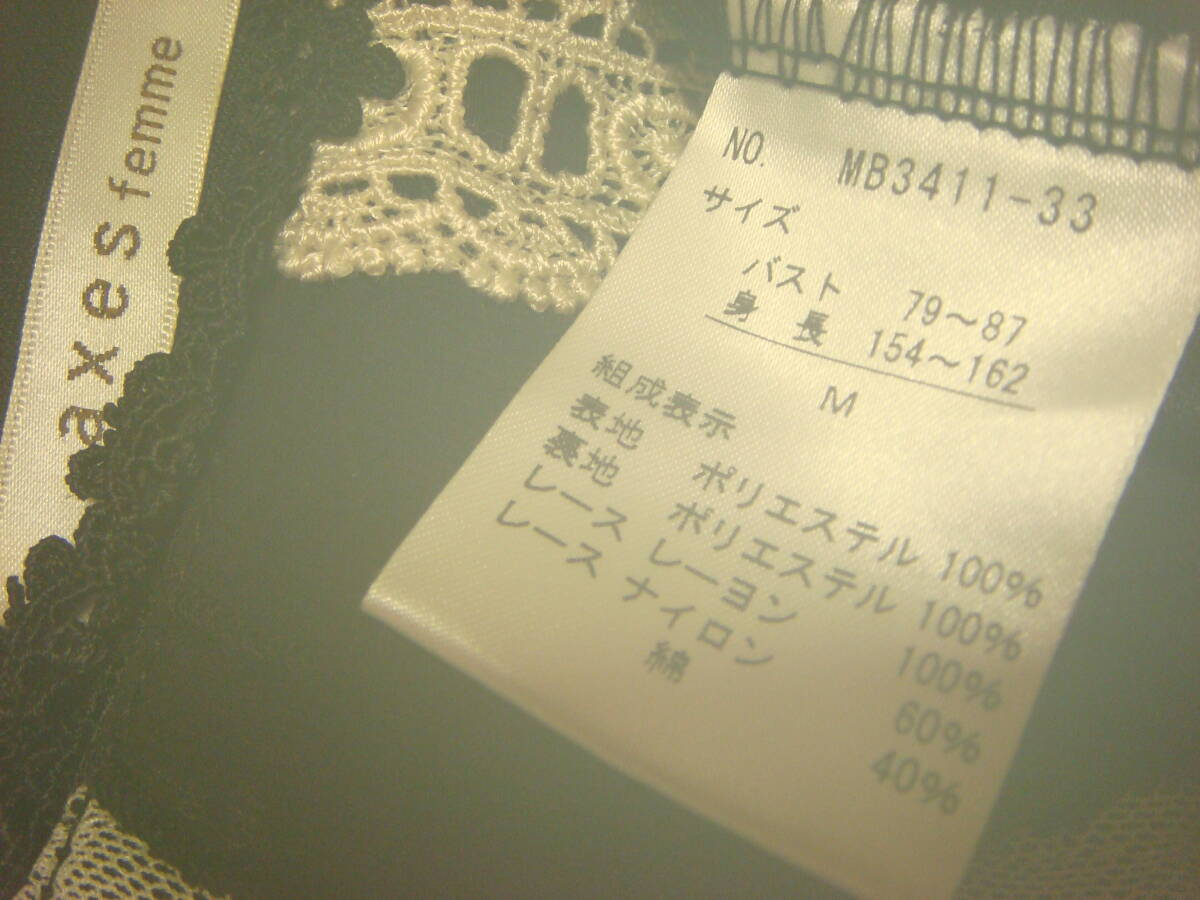 axes femme
NO. MB3411-33
サイズ
バスト 79～87
身長 154～162
M
組成表示
表地 ポリエステル 100%
裏地 ポリエステル 100%
レース レーヨン 100%
レース ナイロン 60%
綿 40%